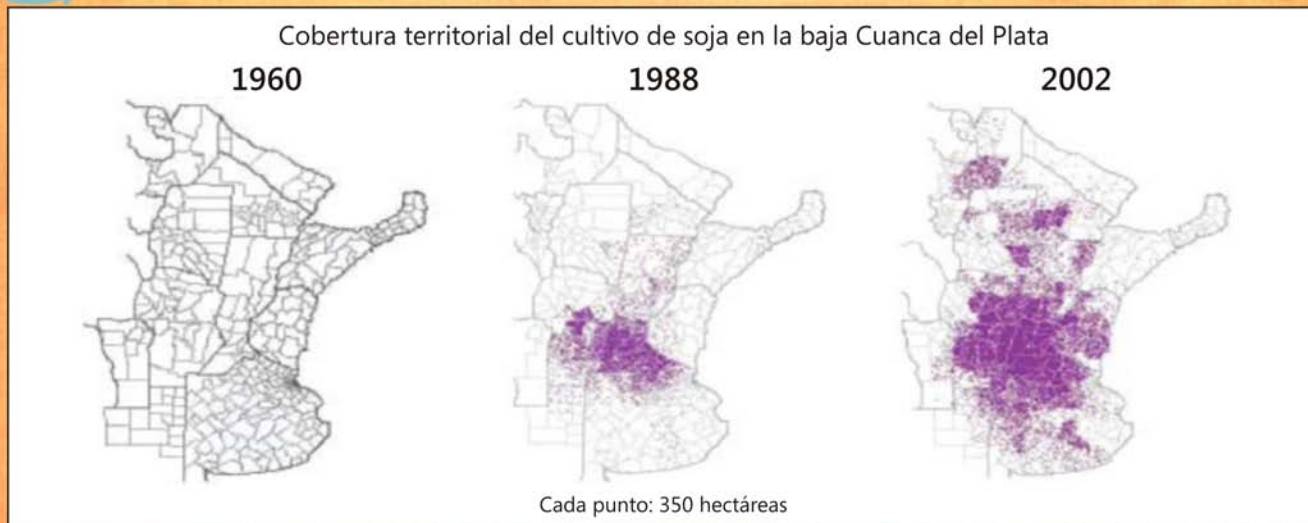 Cobertura territorial del cultivo de soja en la baja Cuanca del Plata
1960
1988
2002
Cada punto: 350 hectáreas